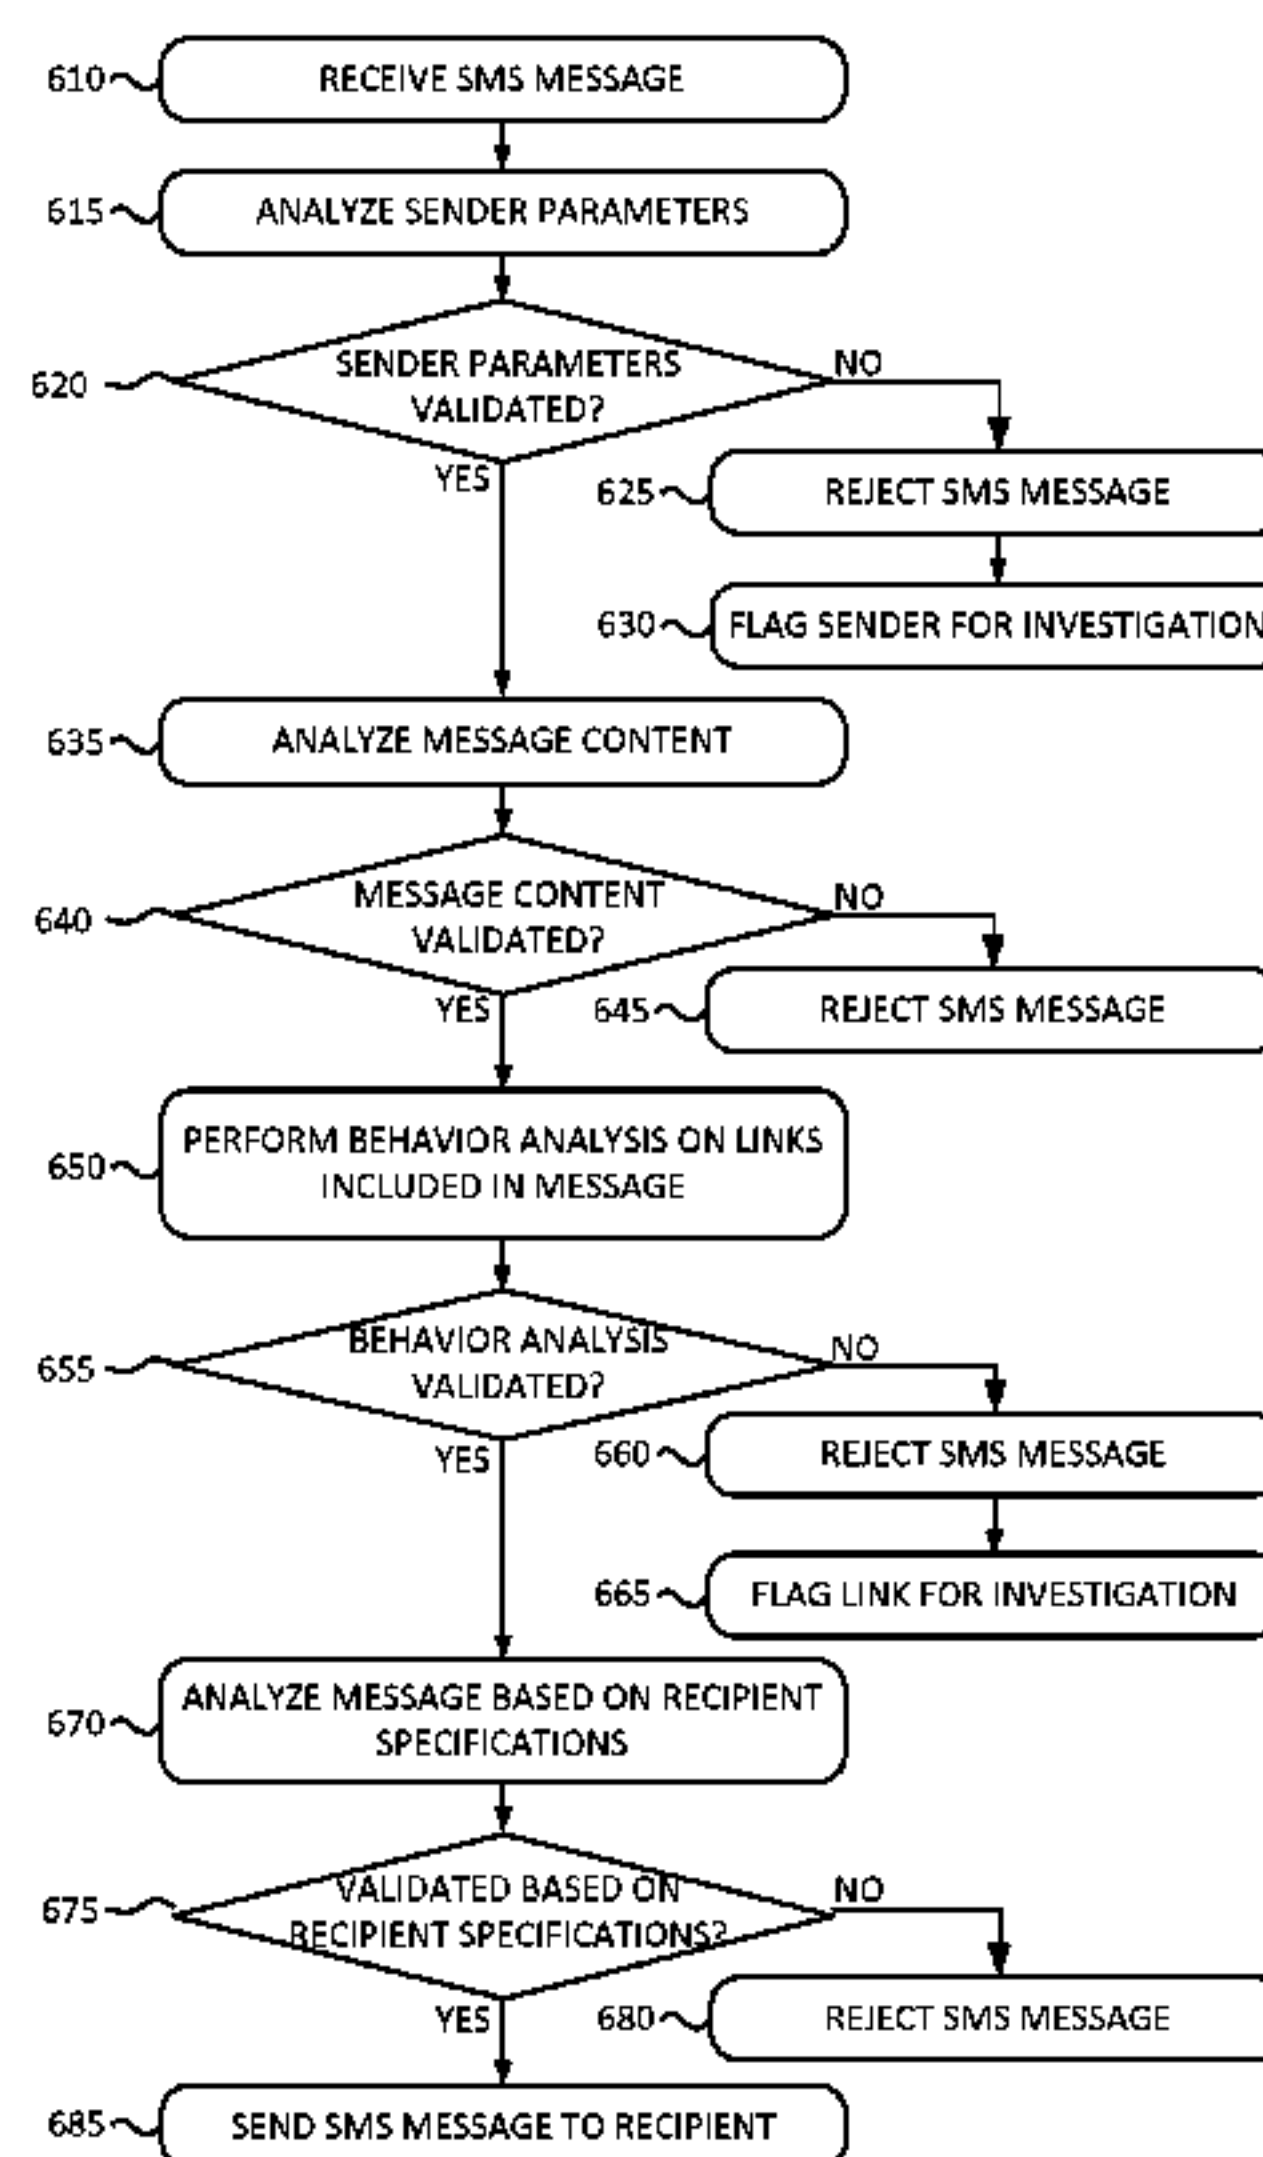 610 RECEIVE SMS MESSAGE
615 ANALYZE SENDER PARAMETERS
620 SENDER PARAMETERS
VALIDATED?
NO
YES
625 REJECT SMS MESSAGE
630 FLAG SENDER FOR INVESTIGATION
635 ANALYZE MESSAGE CONTENT
640 MESSAGE CONTENT
VALIDATED?
NO
YES
645 REJECT SMS MESSAGE
650 PERFORM BEHAVIOR ANALYSIS ON LINKS
INCLUDED IN MESSAGE
655 BEHAVIOR ANALYSIS
VALIDATED?
NO
YES
660 REJECT SMS MESSAGE
665 FLAG LINK FOR INVESTIGATION
670 ANALYZE MESSAGE BASED ON RECIPIENT
SPECIFICATIONS
675 VALIDATED BASED ON
RECIPIENT SPECIFICATIONS?
NO
YES
680 REJECT SMS MESSAGE
685 SEND SMS MESSAGE TO RECIPIENT